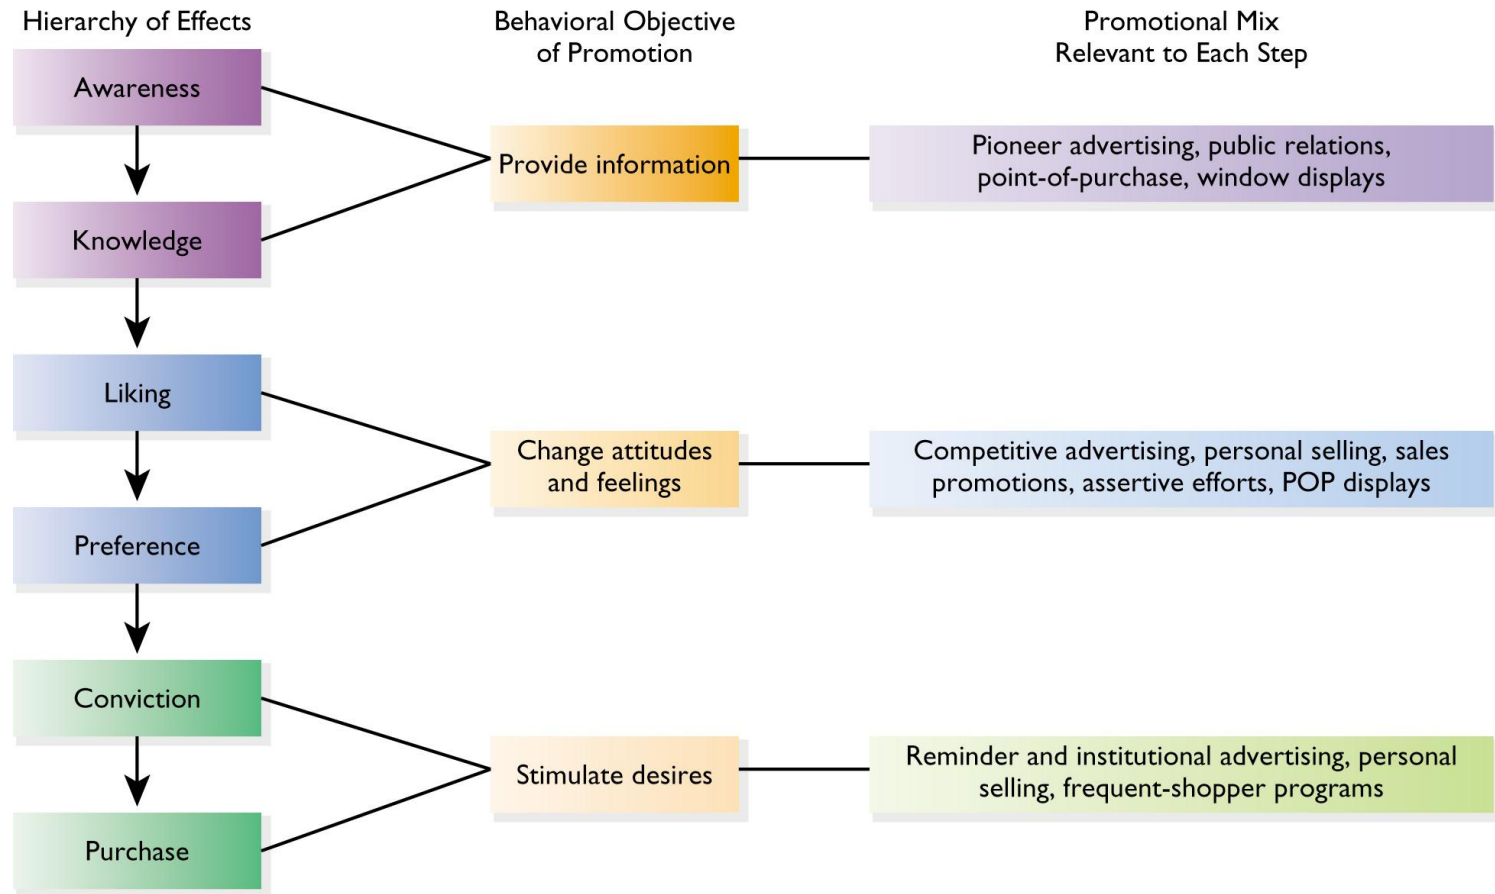 Hierarchy of Effects
Behavioral Objective
of Promotion
Promotional Mix
Relevant to Each Step
Awareness
Knowledge
Provide information
Pioneer advertising, public relations,
point-of-purchase, window displays
Liking
Preference
Change attitudes
and feelings
Competitive advertising, personal selling, sales
promotions, assertive efforts, POP displays
Conviction
Purchase
Stimulate desires
Reminder and institutional advertising, personal
selling, frequent-shopper programs